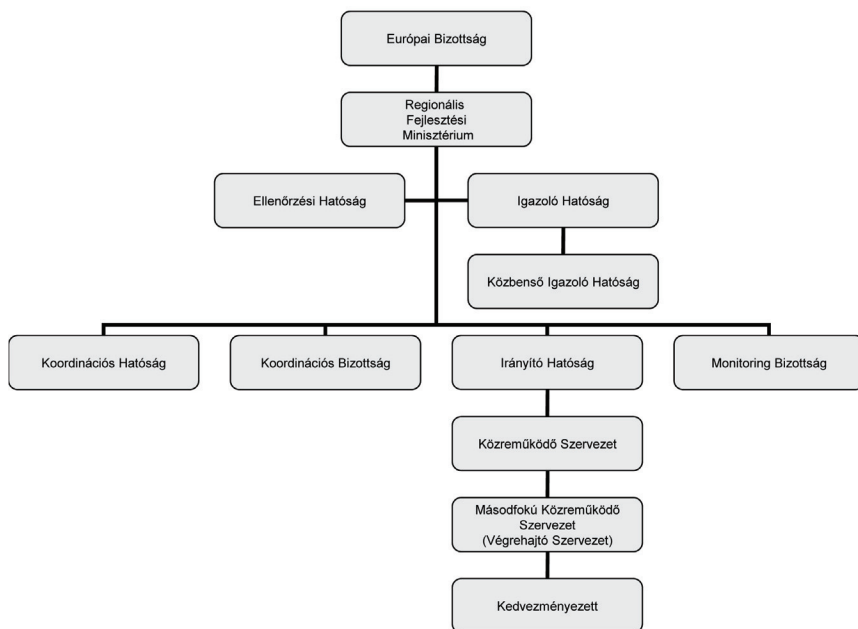 Európai Bizottság
Regionális
Fejlesztési
Minisztérium
Ellenőrzési Hatóság
Igazoló Hatóság
Közbenső Igazoló Hatóság
Koordinációs Hatóság
Koordinációs Bizottság
Irányító Hatóság
Monitoring Bizottság
Közreműködő Szervezet
Másodfokú Közreműködő
Szervezet
(Végrehajtó Szervezet)
Kedvezményezett